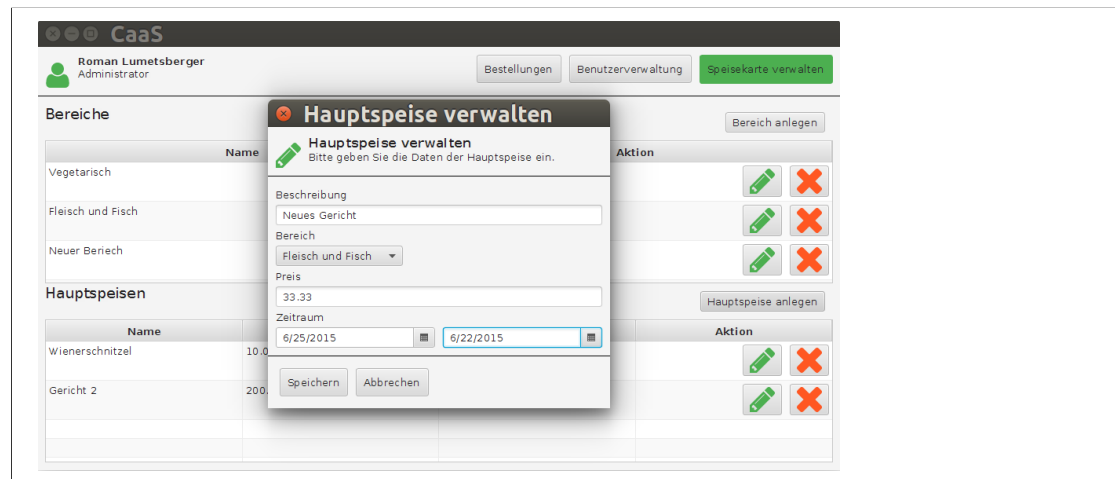 CaaS
Roman Lumetsberger
Administrator
Bestellungen
Benutzerverwaltung
Speisekarte verwalten
Bereiche
Bereich anlegen
Name
Aktion
Vegetarisch
Fleisch und Fisch
Neuer Beriech
Hauptspeisen
Hauptspeise anlegen
Name
Aktion
Wienerschnitzel
10.0
Gericht 2
200.
Hauptspeise verwalten
Hauptspeise verwalten
Bitte geben Sie die Daten der Hauptspeise ein.
Beschreibung
Neues Gericht
Bereich
Fleisch und Fisch
Preis
33.33
Zeitraum
6/25/2015
6/22/2015
Speichern
Abbrechen